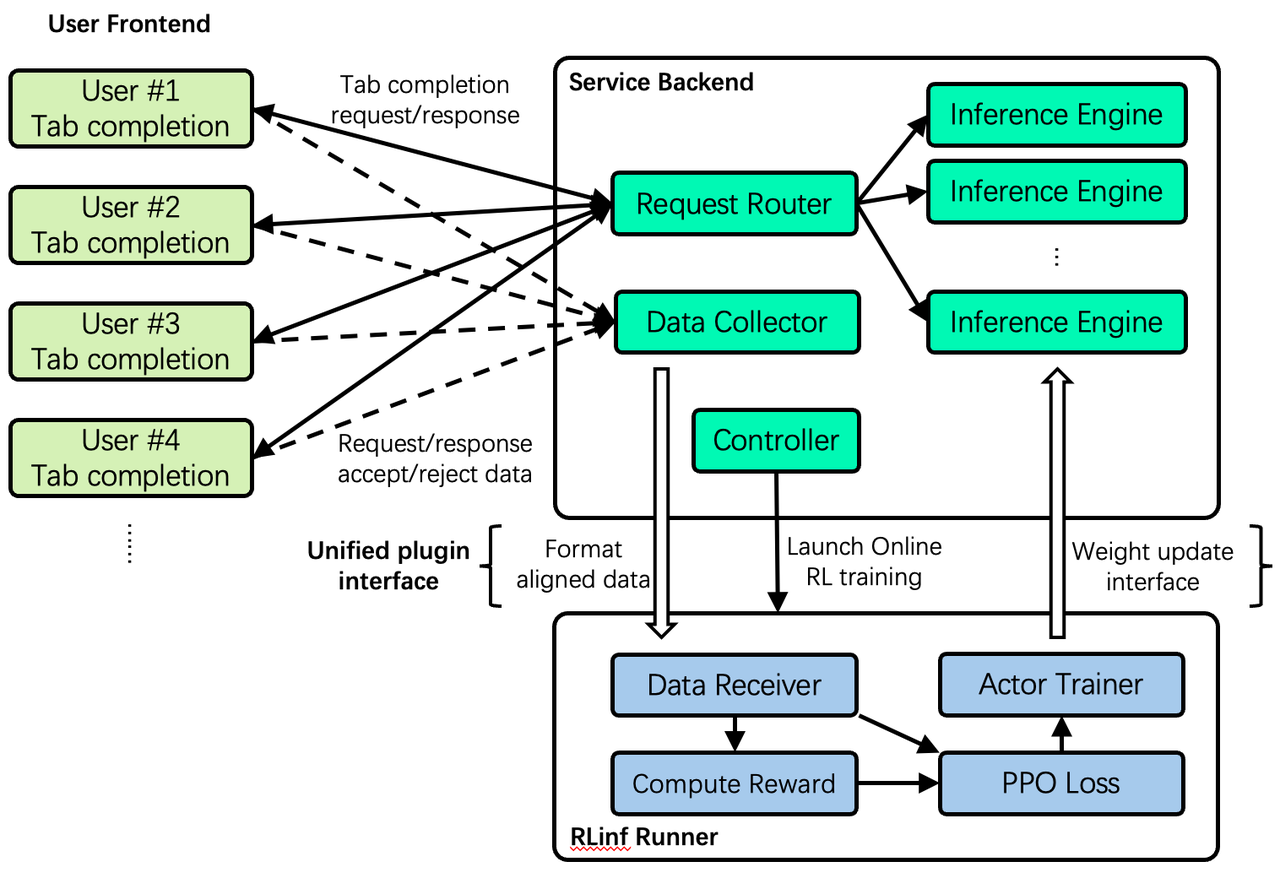 User Frontend
User #1
Tab completion
User #2
Tab completion
User #3
Tab completion
User #4
Tab completion
Tab completion
request/response
Request/response
accept/reject data
Service Backend
Request Router
Data Collector
Controller
Inference Engine
Inference Engine
Inference Engine
Unified plugin
interface
Format
aligned data
Launch Online
RL training
Weight update
interface
Data Receiver
Actor Trainer
Compute Reward
PPO Loss
RLinf Runner